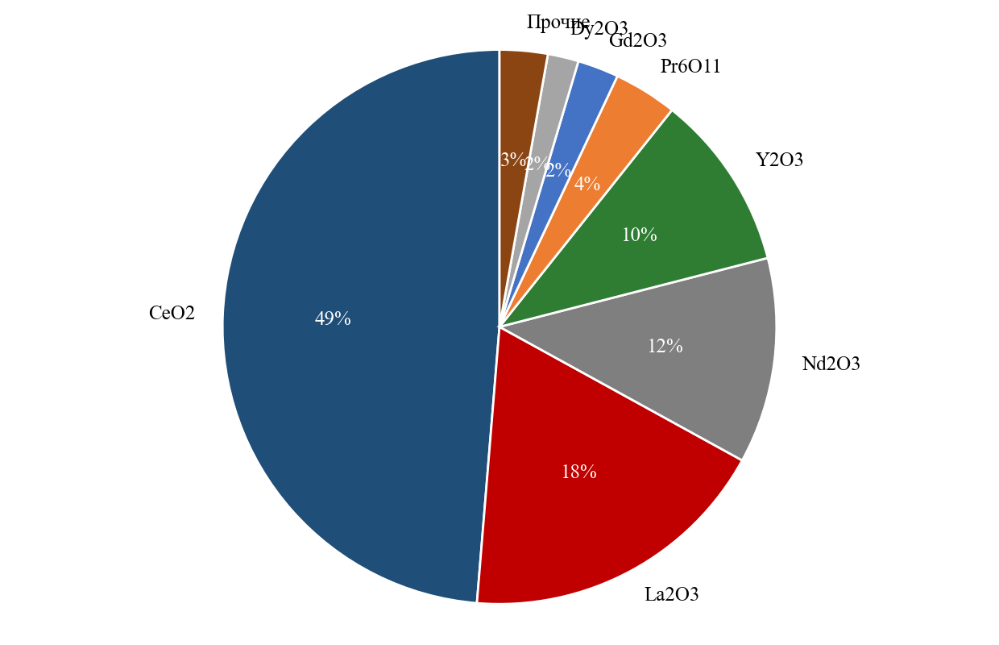 Прочие
Dy2O3
Gd2O3
Pr6O11
Y2O3
3%
2%
2%
4%
10%
CeO2
49%
12%
Nd2O3
18%
La2O3